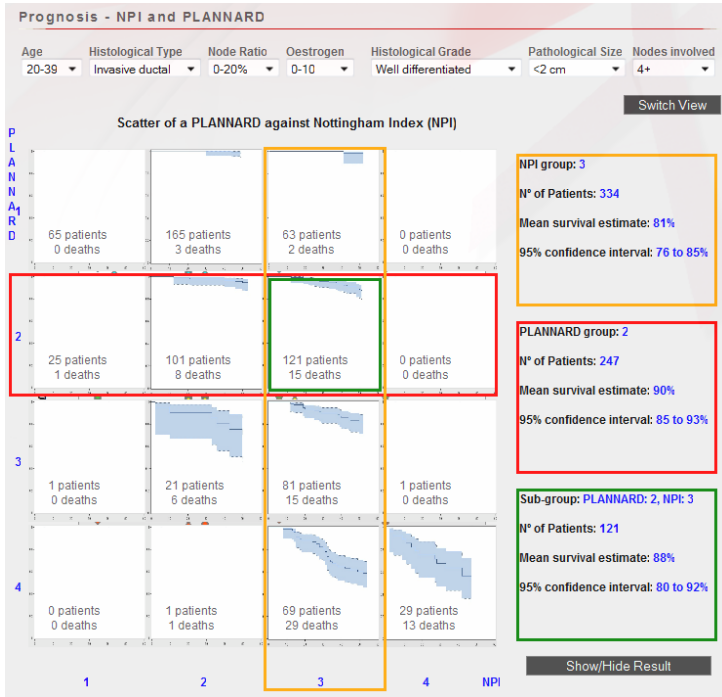 Prognosis - NPI and PLANNARD
Age Histological Type Node Ratio Oestrogen Histological Grade Pathological Size Nodes involved
20-39 Invasive ductal 0-20% 0-10 Well differentiated <2 cm 4+
Switch View
Scatter of a PLANNARD against Nottingham Index (NPI)
PLANNARD
1
65 patients 165 patients 63 patients 0 patients
0 deaths 3 deaths 2 deaths 0 deaths
2
25 patients 101 patients 121 patients 0 patients
1 deaths 8 deaths 15 deaths 0 deaths
3
1 patients 21 patients 81 patients 1 patients
0 deaths 6 deaths 15 deaths 0 deaths
4
0 patients 1 patients 69 patients 29 patients
0 deaths 1 deaths 29 deaths 13 deaths
1 2 3 4 NPI
NPI group: 3
Nº of Patients: 334
Mean survival estimate: 81%
95% confidence interval: 76 to 85%
PLANNARD group: 2
Nº of Patients: 247
Mean survival estimate: 90%
95% confidence interval: 85 to 93%
Sub-group: PLANNARD: 2, NPI: 3
Nº of Patients: 121
Mean survival estimate: 88%
95% confidence interval: 80 to 92%
Show/Hide Result